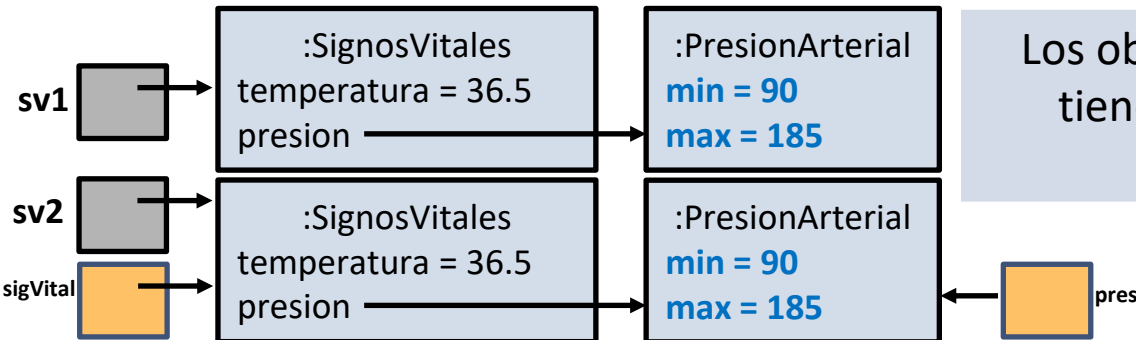 sv1
:SignosVitales
temperatura = 36.5
presion
:PresionArterial
min = 90
max = 185
Los
tien
sv2
sigVital
:SignosVitales
temperatura = 36.5
presion
:PresionArterial
min = 90
max = 185
pres